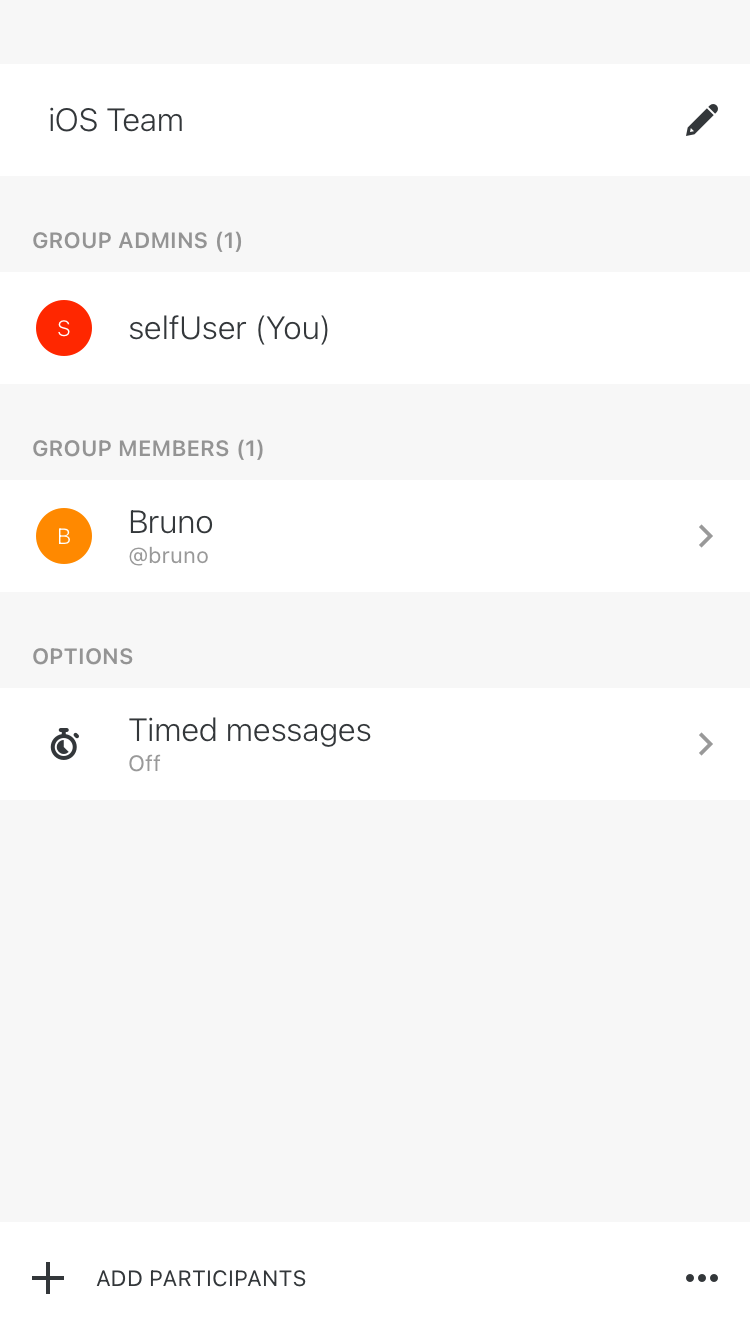 iOS Team
GROUP ADMINS (1)
S
selfUser (You)
GROUP MEMBERS (1)
B
Bruno
@bruno
OPTIONS
Timed messages
Off
ADD PARTICIPANTS